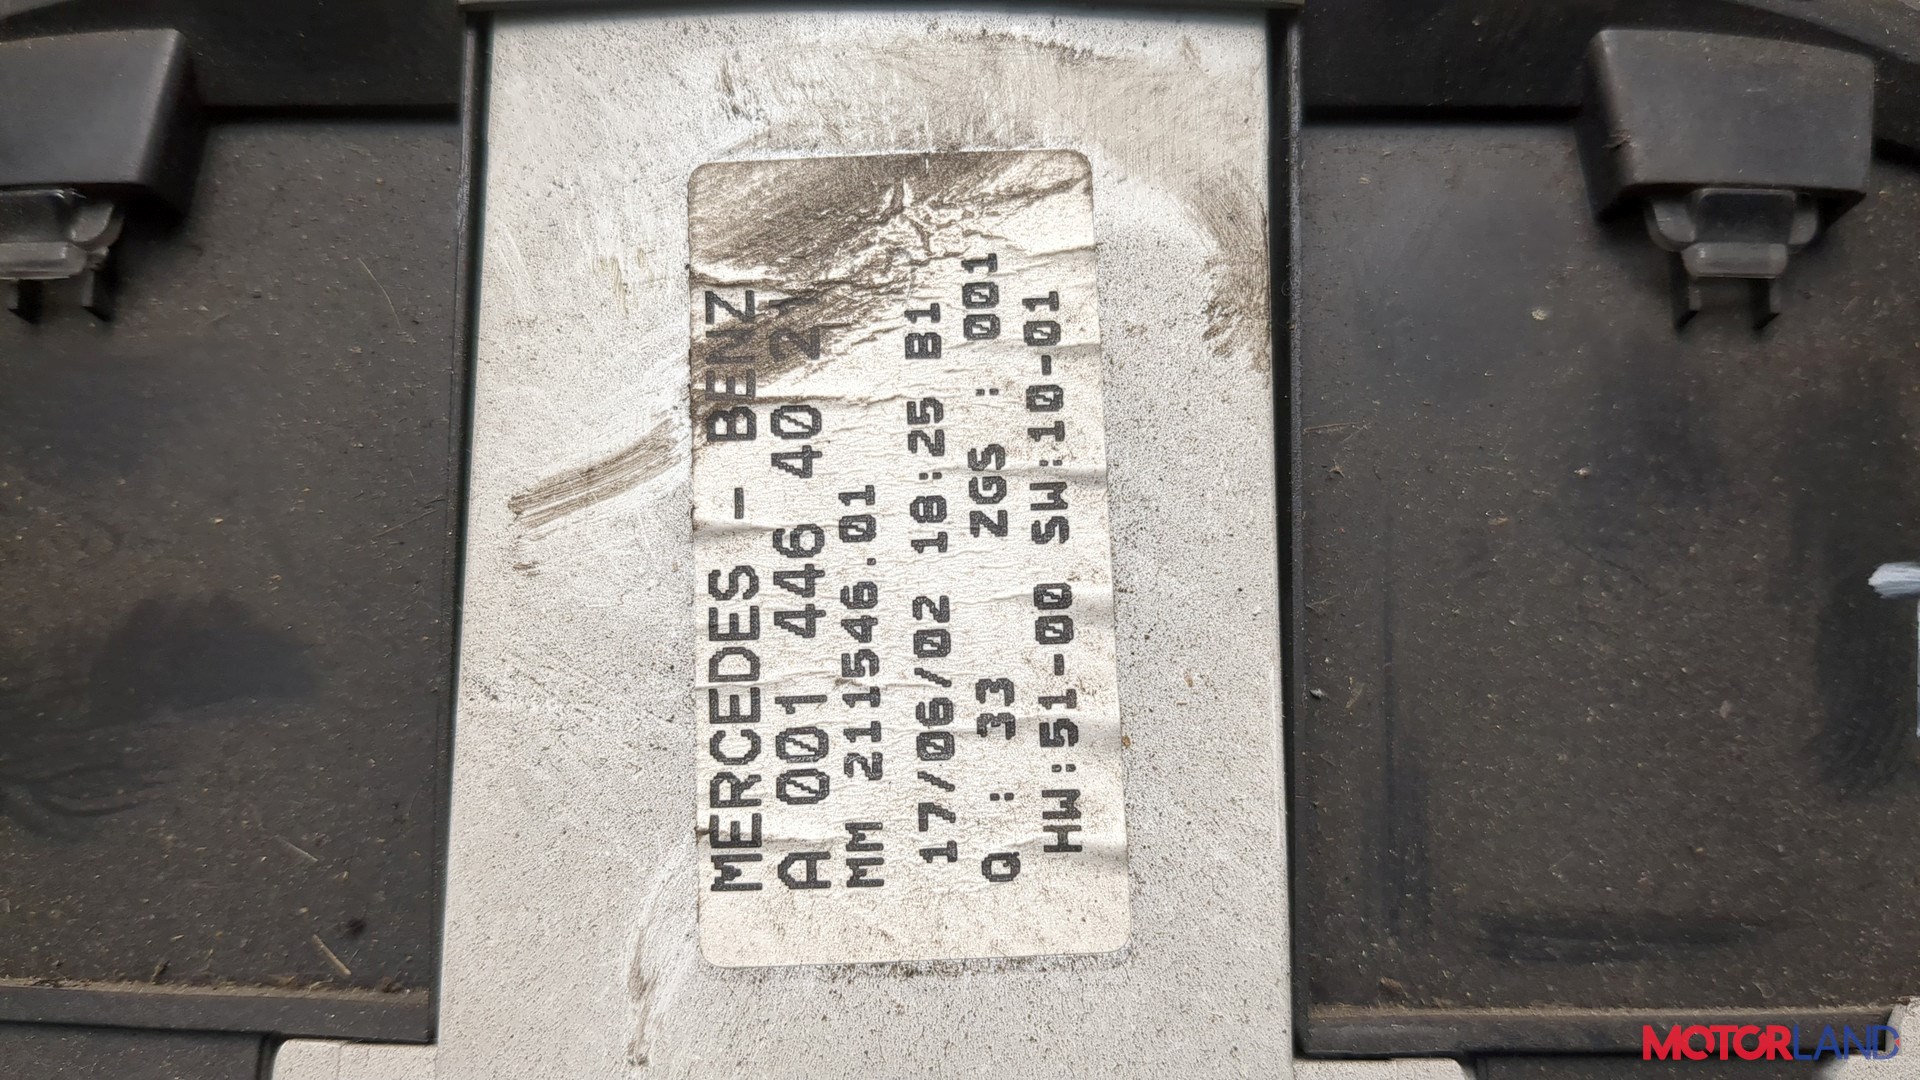 MERCEDES - BENZ
A 001 446 40 21
MM 211546.01
17/06/02 18:25 B1
Q : 33 ZGS : 001
HW:51-00 SW:10-01
MOTORLAND